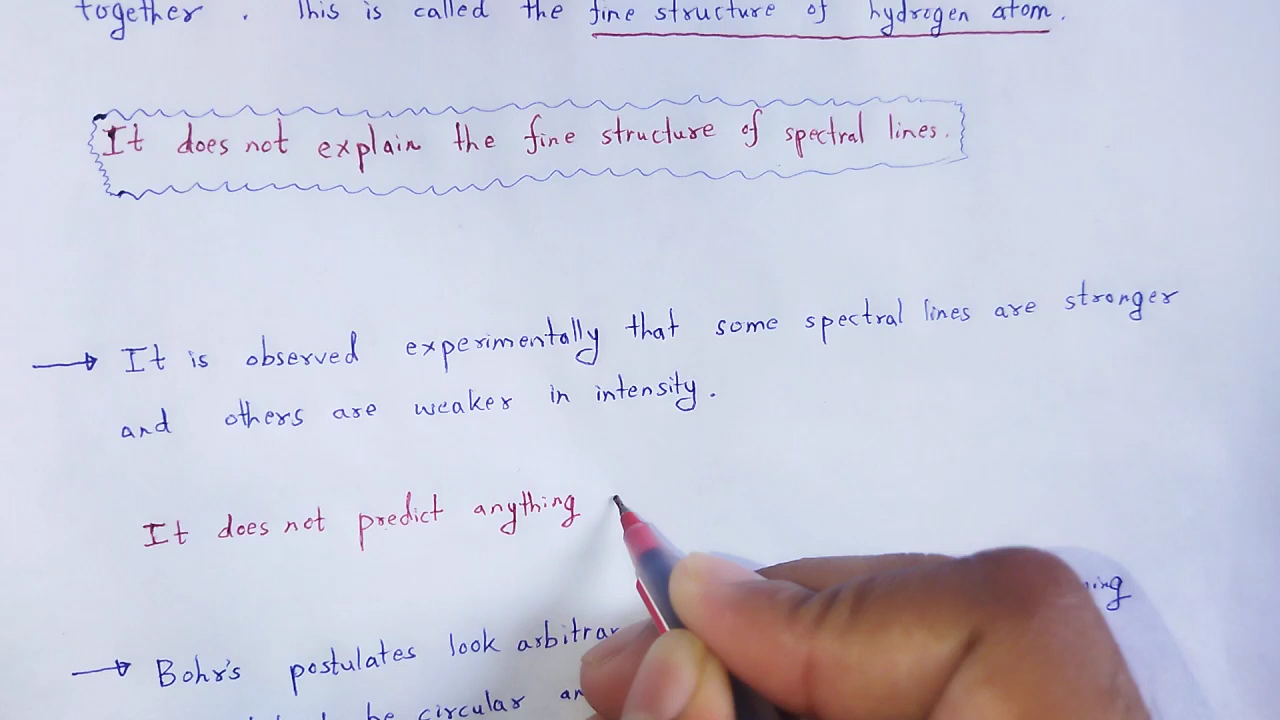 together. This is called the fine structure of hydrogen atom.
It does not explain the fine structure of spectral lines.
→ It is observed experimentally that some spectral lines are stronger
and others are weaker in intensity.
It does not predict anything
→ Bohr's postulates look
be circular